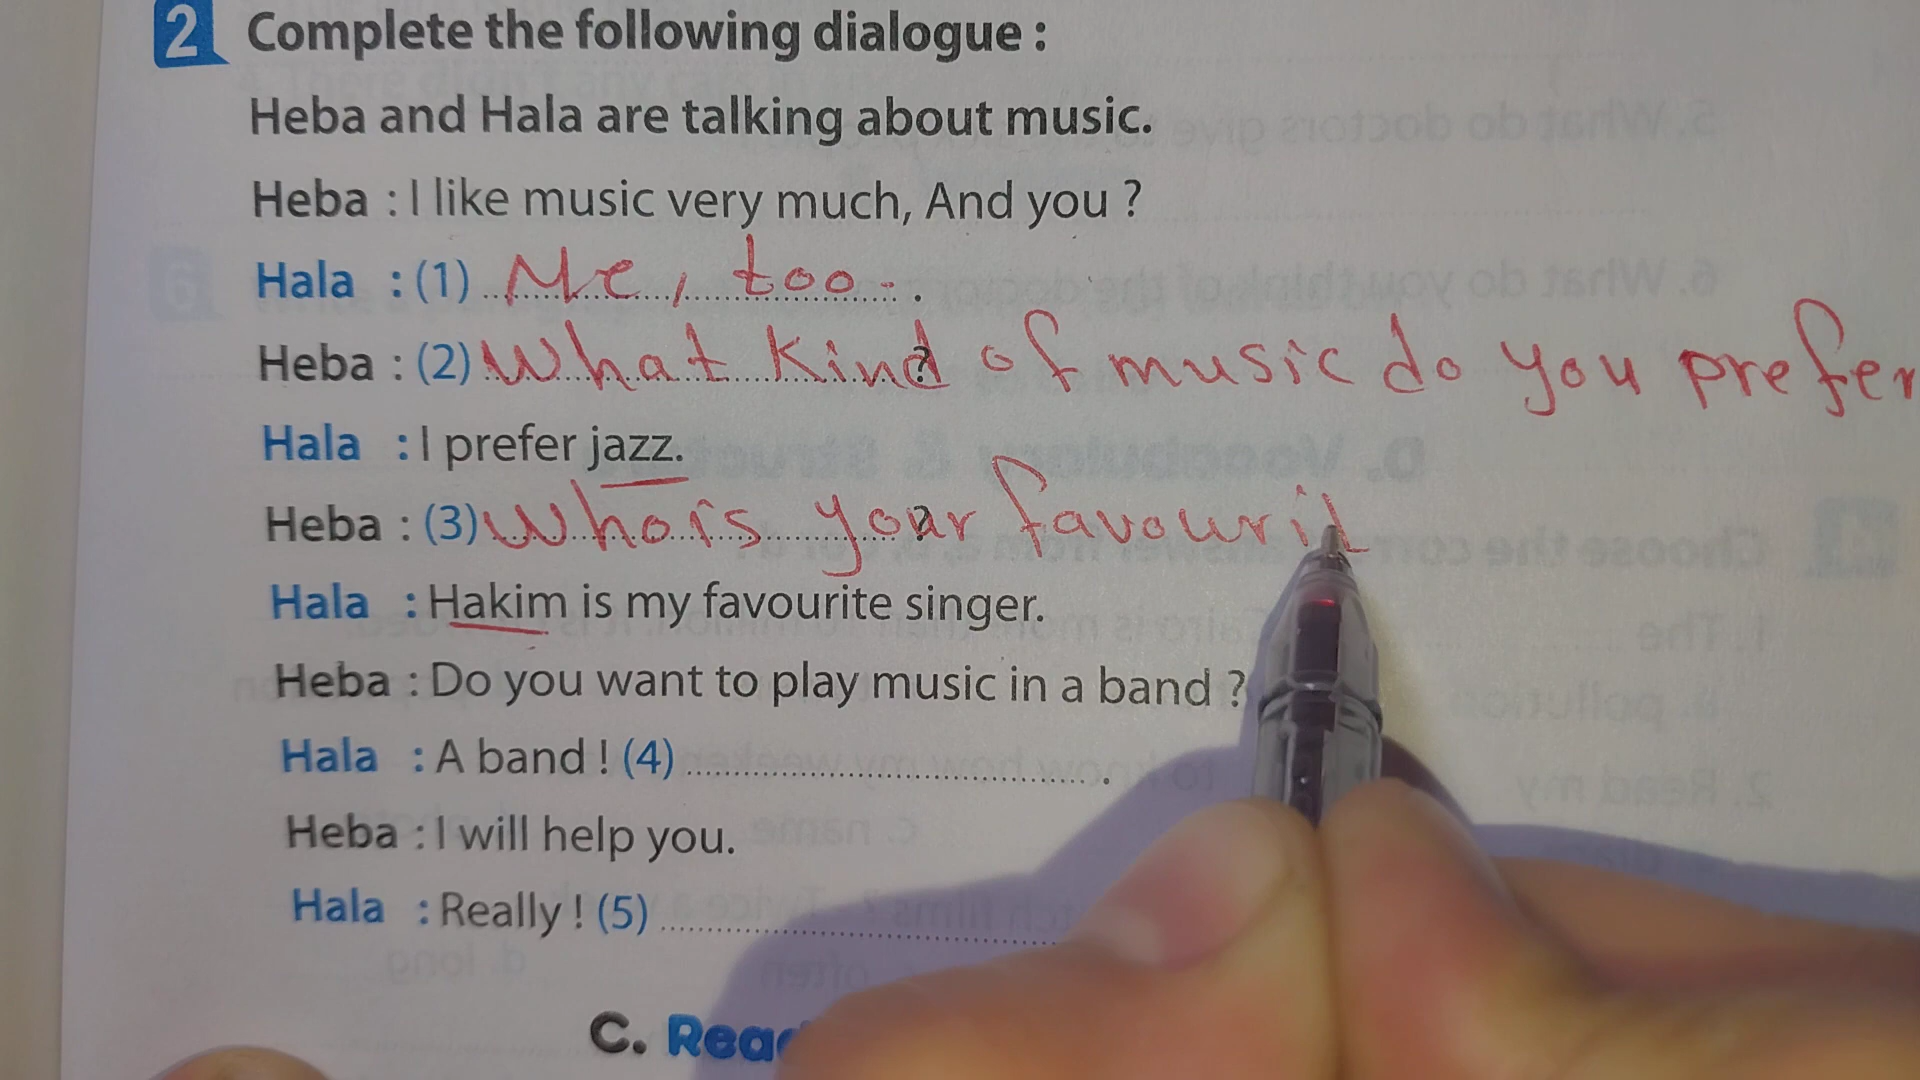 2 Complete the following dialogue :
Heba and Hala are talking about music.
Heba : I like music very much, And you ?
Hala : (1) Me, too .
Heba : (2) What kind of music do you prefer ?
Hala : I prefer jazz.
Heba : (3) Who is your favourit ?
Hala : Hakim is my favourite singer.
Heba : Do you want to play music in a band ?
Hala : A band ! (4) .
Heba : I will help you.
Hala : Really ! (5)
C.